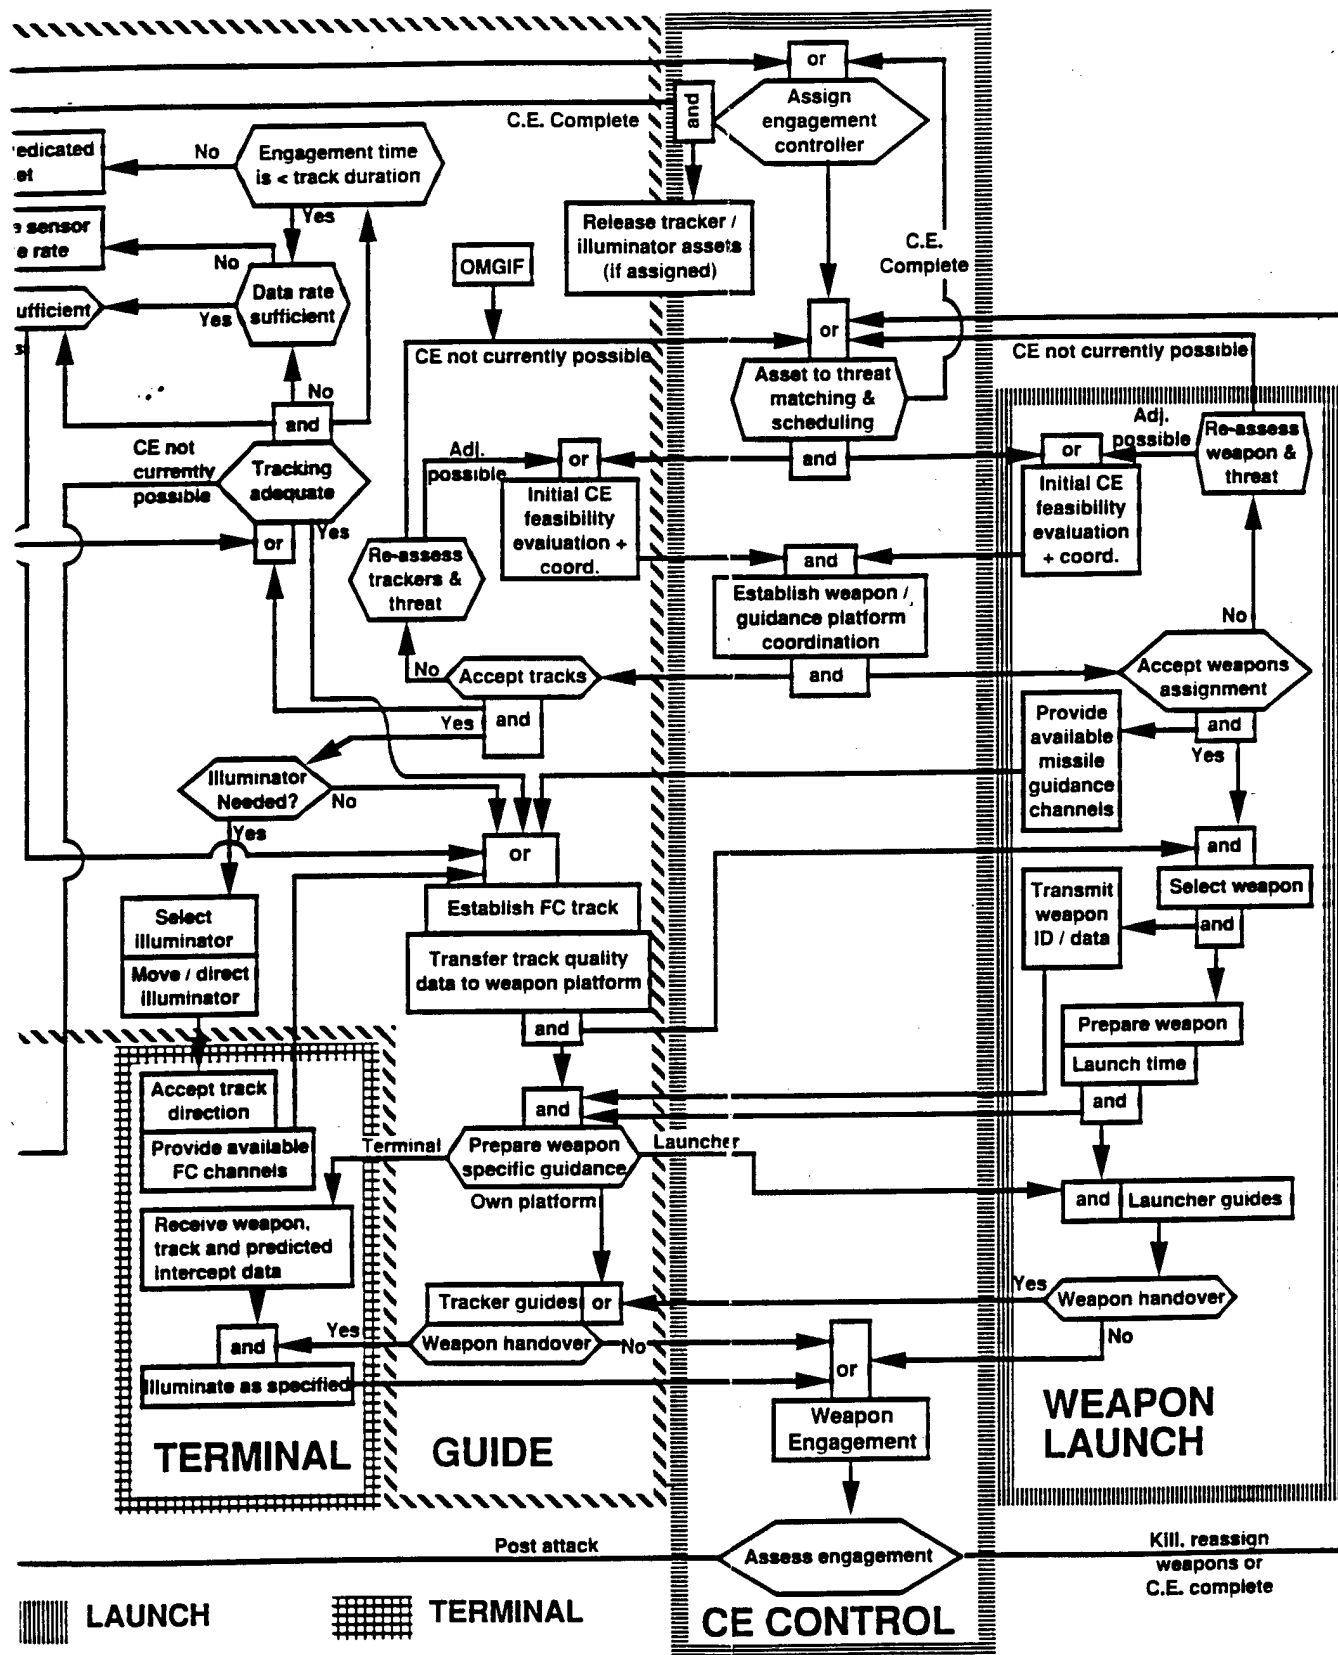 or
Assign
engagement
controller
and
C.E. Complete
edicated
et
No
Engagement time
is < track duration
Yes
sensor
e rate
No
Release tracker /
illuminator assets
(if assigned)
C.E.
Complete
OMGIF
Data rate
sufficient
ufficient
Yes
or
CE not currently possible
CE not currently possible
Asset to threat
matching &
scheduling
and
No
and
CE not
currently
possible
Tracking
adequate
Yes
or
Adj.
possible
or
Initial CE
feasibility
evaluation +
coord.
Adj.
possible
or
Re-assess
weapon &
threat
Initial CE
feasibility
evaluation
+ coord.
Re-assess
trackers &
threat
and
Establish weapon /
guidance platform
coordination
and
No
No
Accept tracks
Yes
and
Accept weapons
assignment
and
Yes
Provide
available
missile
guidance
channels
Illuminator
Needed?
No
Yes
or
and
Select weapon
and
Transmit
weapon
ID / data
Select
illuminator
Move / direct
illuminator
Establish FC track
Transfer track quality
data to weapon platform
and
Prepare weapon
Launch time
and
Accept track
direction
Provide available
FC channels
and
Terminal
Prepare weapon
specific guidance
Launcher
Own platform
and
Launcher guides
Receive weapon,
track and predicted
intercept data
Tracker guides
or
Yes
Weapon handover
No
Yes
Weapon handover
No
and
Illuminate as specified
or
Weapon
Engagement
TERMINAL
GUIDE
WEAPON
LAUNCH
Post attack
Assess engagement
Kill. reassign
weapons or
C.E. complete
LAUNCH
TERMINAL
CE CONTROL